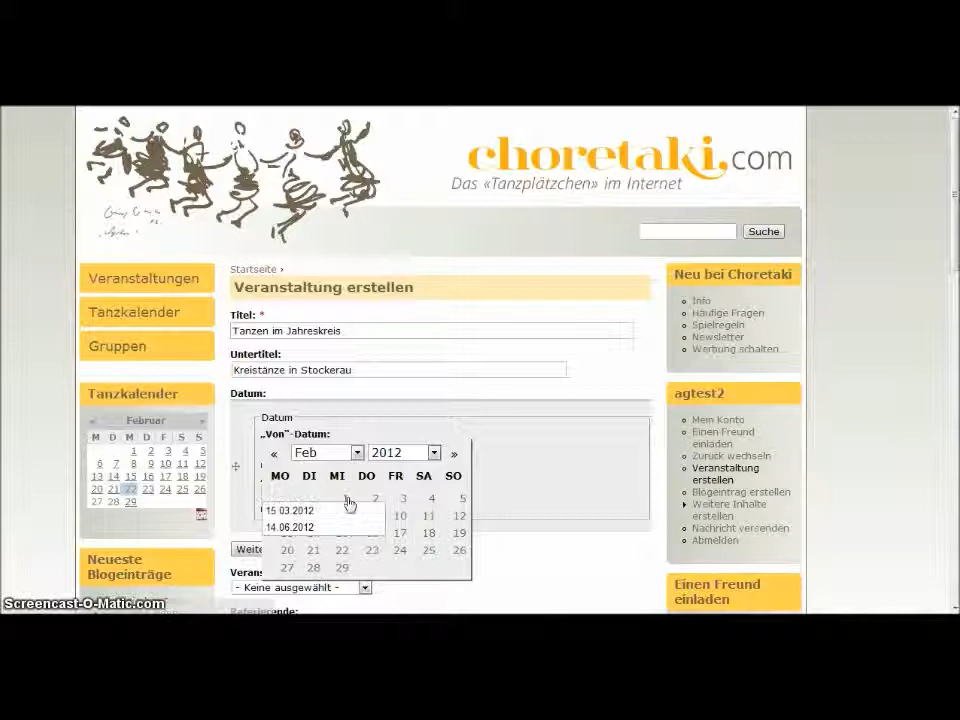 choretaki.com
Das «Tanzplätzchen» im Internet
Suche
Veranstaltungen
Tanzkalender
Gruppen
Tanzkalender
« Februar »
M D M D F S S
1 2 3 4 5
6 7 8 9 10 11 12
13 14 15 16 17 18 19
20 21 22 23 24 25 26
27 28 29
Neueste
Blogeinträge
Startseite ›
Veranstaltung erstellen
Titel: *
Tanzen im Jahreskreis
Untertitel:
Kreistänze in Stockerau
Datum:
Datum
„Von“-Datum:
« Feb 2012 »
MO DI MI DO FR SA SO
1 2 3 4 5
15.03.2012
10 11 12
14.06.2012
17 18 19
20 21 22 23 24 25 26
27 28 29
Weite
Verans
- Keine ausgewählt -
Referierende:
Neu bei Choretaki
Info
Häufige Fragen
Spielregeln
Newsletter
Werbung schalten
agtest2
Mein Konto
Einen Freund
einladen
Zurück wechseln
Veranstaltung
erstellen
Blogeintrag erstellen
Weitere Inhalte
erstellen
Nachricht versenden
Abmelden
Einen Freund
einladen
Screencast-O-Matic.com